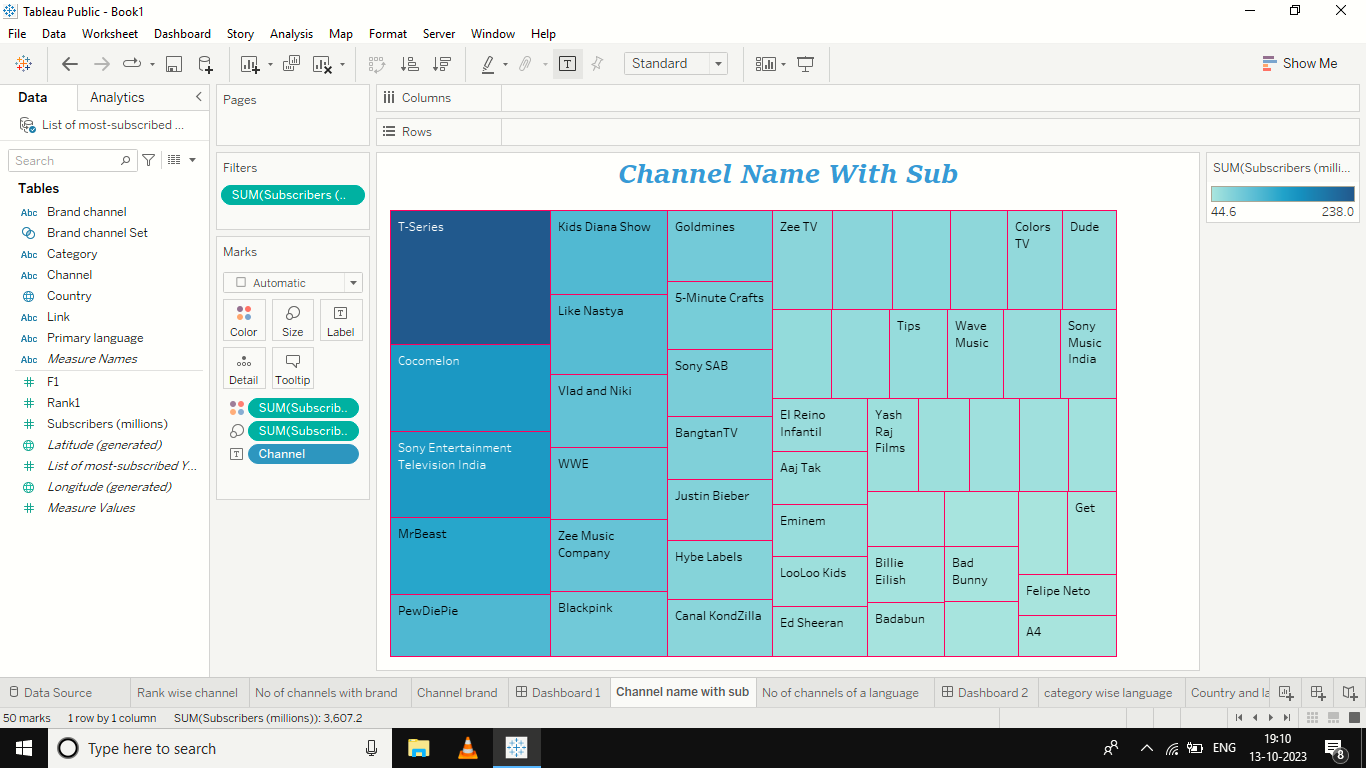 Tableau Public - Book1
File Data Worksheet Dashboard Story Analysis Map Format Server Window Help
Standard
Show Me
Data Analytics
Pages
Columns
List of most-subscribed ...
Rows
Search
Filters
SUM(Subscribers (..
Tables
Abc Brand channel
Brand channel Set
Abc Category
Abc Channel
Country
Abc Link
Abc Primary language
Abc Measure Names
# F1
# Rank1
# Subscribers (millions)
Latitude (generated)
# List of most-subscribed Y...
Longitude (generated)
# Measure Values
Marks
Automatic
Color Size Label
Detail Tooltip
SUM(Subscrib..
SUM(Subscrib..
Channel
Channel Name With Sub
T-Series
Cocomelon
Sony Entertainment
Television India
MrBeast
PewDiePie
Kids Diana Show
Like Nastya
Vlad and Niki
WWE
Zee Music
Company
Blackpink
Goldmines
5-Minute Crafts
Sony SAB
BangtanTV
Justin Bieber
Hybe Labels
Canal KondZilla
Zee TV
Colors
TV
Dude
Tips
Wave
Music
Sony
Music
India
El Reino
Infantil
Aaj Tak
Eminem
LooLoo Kids
Ed Sheeran
Yash
Raj
Films
Billie
Eilish
Badabun
Bad
Bunny
Get
Felipe Neto
A4
SUM(Subscribers (milli...
44.6 238.0
Data Source Rank wise channel No of channels with brand Channel brand Dashboard 1 Channel name with sub No of channels of a language Dashboard 2 category wise language Country and la
50 marks 1 row by 1 column SUM(Subscribers (millions)): 3,607.2
Type here to search
ENG
19:10
13-10-2023
8